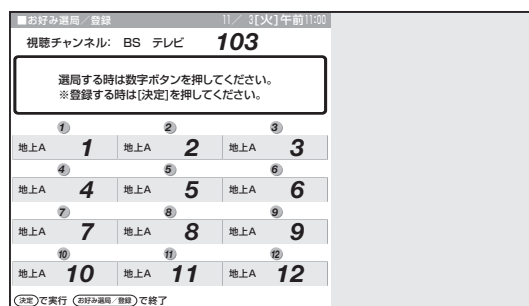 ■お好み選局／登録 11／ 3[火]午前11:00
視聴チャンネル: BS テレビ 103
選局する時は数字ボタンを押してください。
※登録する時は[決定]を押してください。
1 2 3
地上A 1 地上A 2 地上A 3
4 5 6
地上A 4 地上A 5 地上A 6
7 8 9
地上A 7 地上A 8 地上A 9
10 11 12
地上A 10 地上A 11 地上A 12
決定で実行 お好み選局／登録で終了